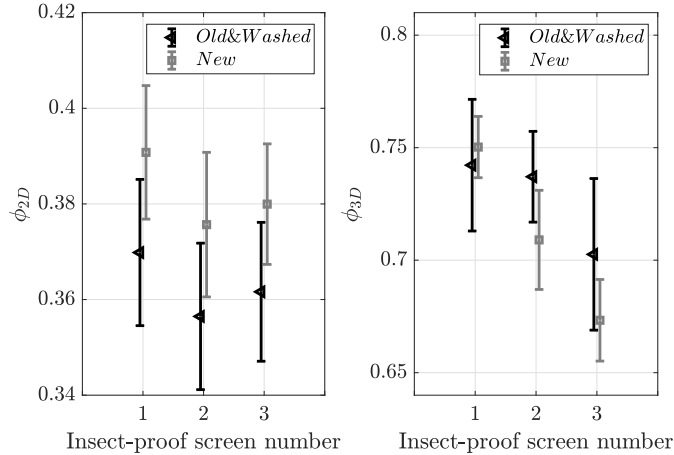 0.42
0.4
0.38
0.36
0.34
ϕ2D
Old&Washed
New
1 2 3
Insect-proof screen number
0.8
0.75
0.7
0.65
ϕ3D
Old&Washed
New
1 2 3
Insect-proof screen number